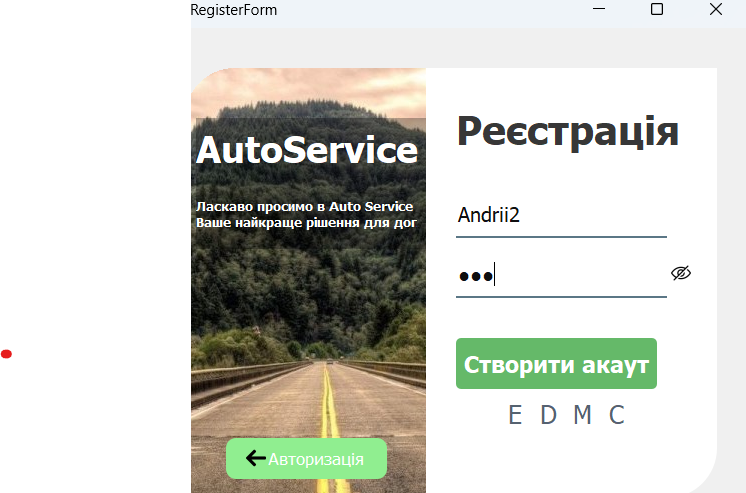 RegisterForm
AutoService
Ласкаво просимо в Auto Service
Ваше найкраще рішення для дог
Авторизація
Реєстрація
Andrii2
Створити акаут
E D M C